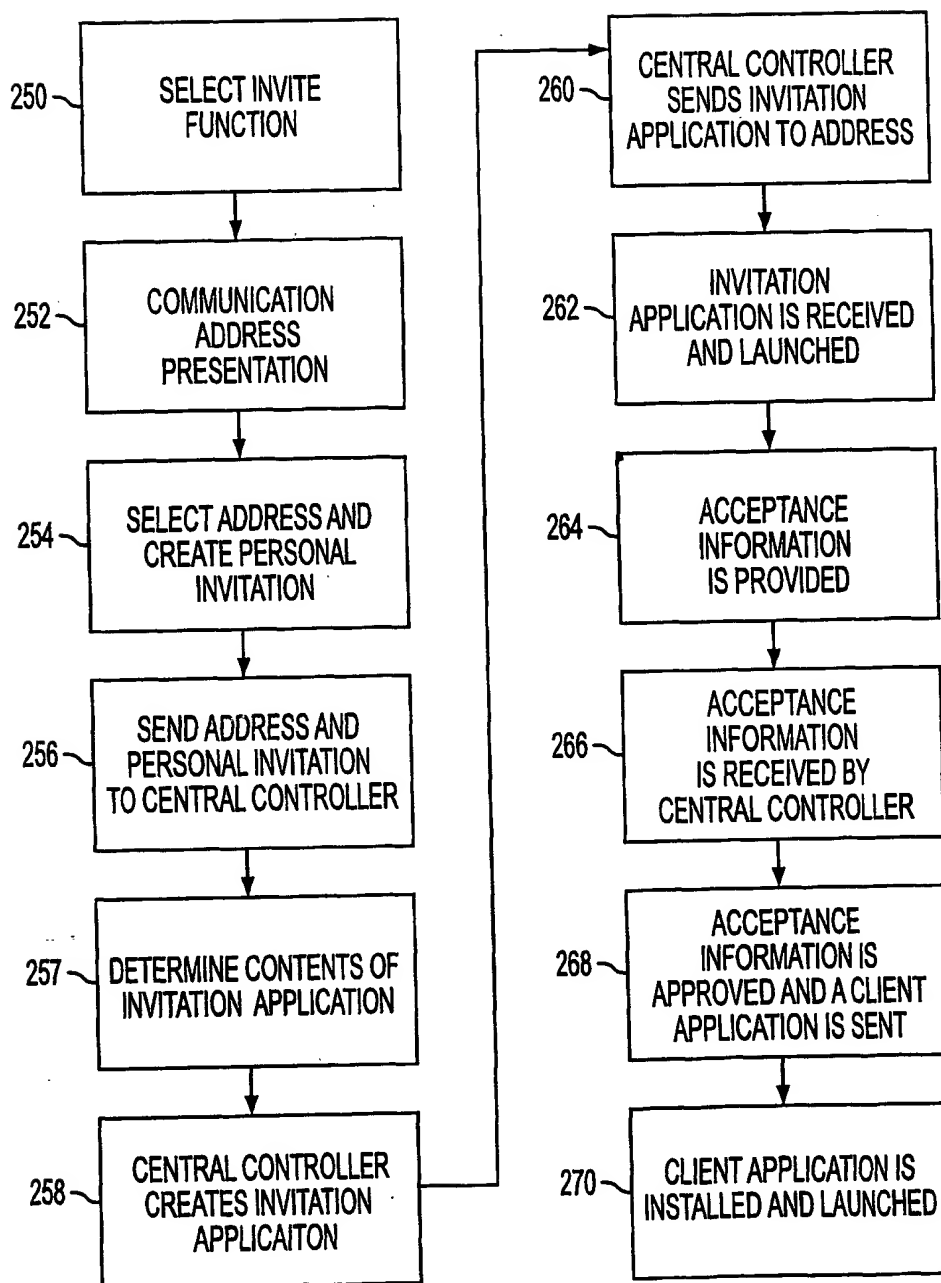 250
SELECT INVITE
FUNCTION
252
COMMUNICATION
ADDRESS
PRESENTATION
254
SELECT ADDRESS AND
CREATE PERSONAL
INVITATION
256
SEND ADDRESS AND
PERSONAL INVITATION
TO CENTRAL CONTROLLER
257
DETERMINE CONTENTS OF
INVITATION APPLICATION
258
CENTRAL CONTROLLER
CREATES INVITATION
APPLICAITON
260
CENTRAL CONTROLLER
SENDS INVITATION
APPLICATION TO ADDRESS
262
INVITATION
APPLICATION IS RECEIVED
AND LAUNCHED
264
ACCEPTANCE
INFORMATION
IS PROVIDED
266
ACCEPTANCE
INFORMATION
IS RECEIVED BY
CENTRAL CONTROLLER
268
ACCEPTANCE
INFORMATION IS
APPROVED AND A CLIENT
APPLICATION IS SENT
270
CLIENT APPLICATION IS
INSTALLED AND LAUNCHED